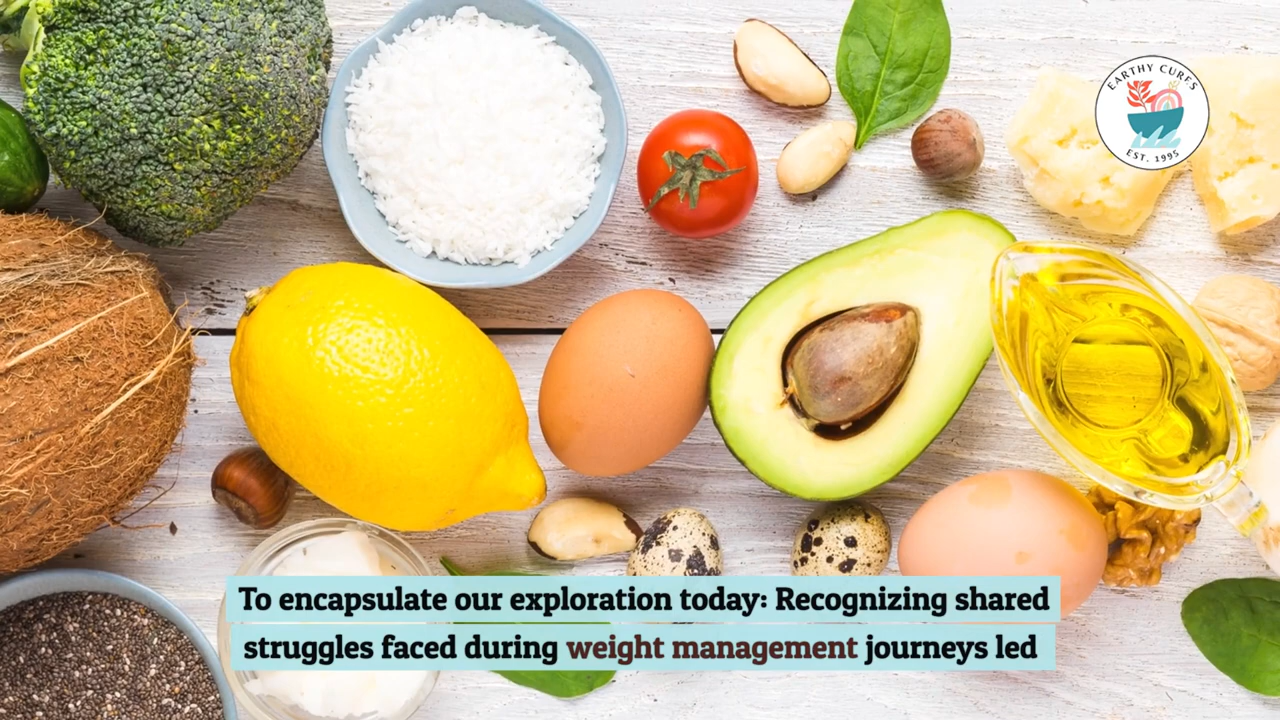 EARTHY CURES
EST. 1995
To encapsulate our exploration today: Recognizing shared
struggles faced during weight management journeys led